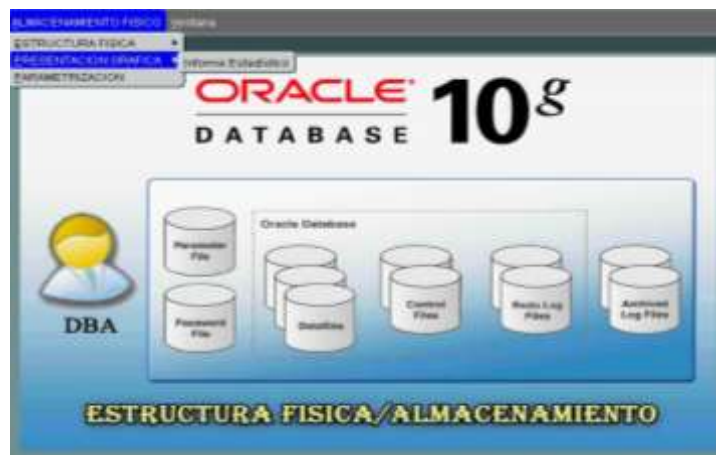 ALMACENAMIENTO FISICO Ventana
ESTRUCTURA FISICA
PRESENTACION GRAFICA Informe Estadistico
PARAMETRIZACION
ORACLE
DATABASE
10g
Oracle Database
Parameter
File
Password
File
Datafiles
Control
Files
Redo Log
Files
Archived
Log Files
DBA
ESTRUCTURA FISICA/ALMACENAMIENTO